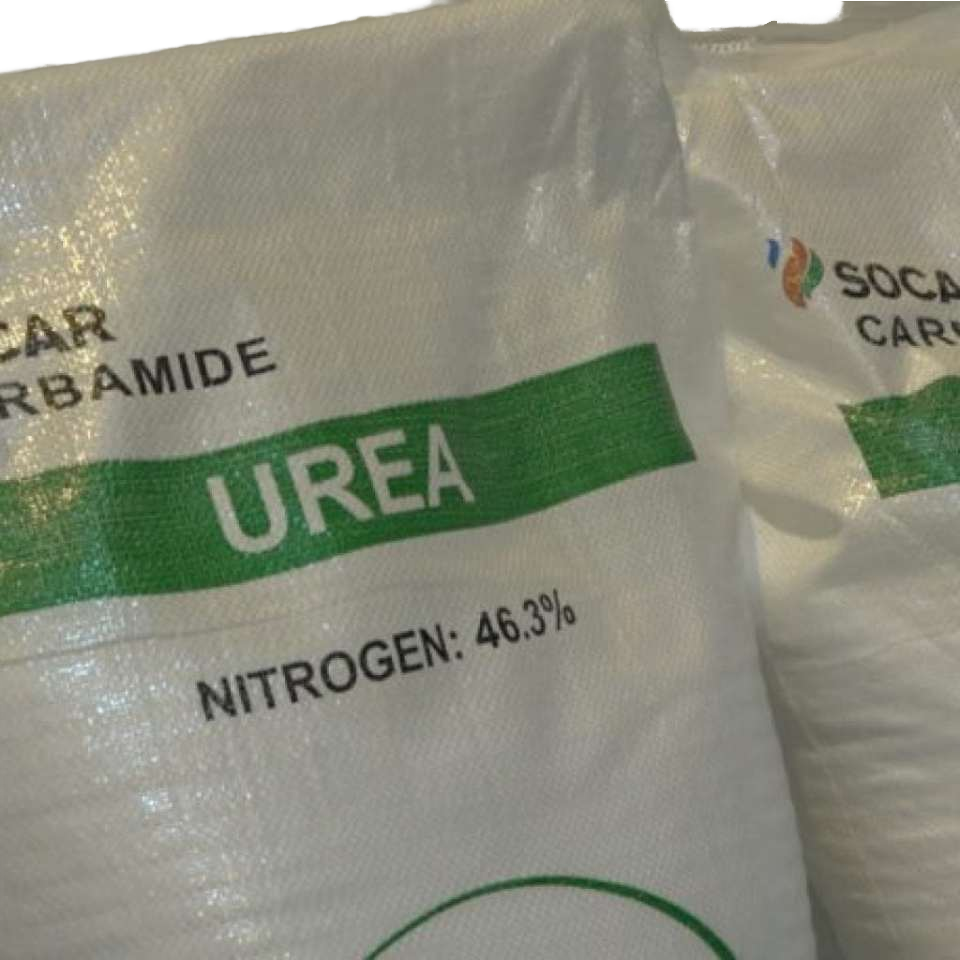 CAR
RBAMIDE
UREA
NITROGEN: 46.3%
SOCA
CAR